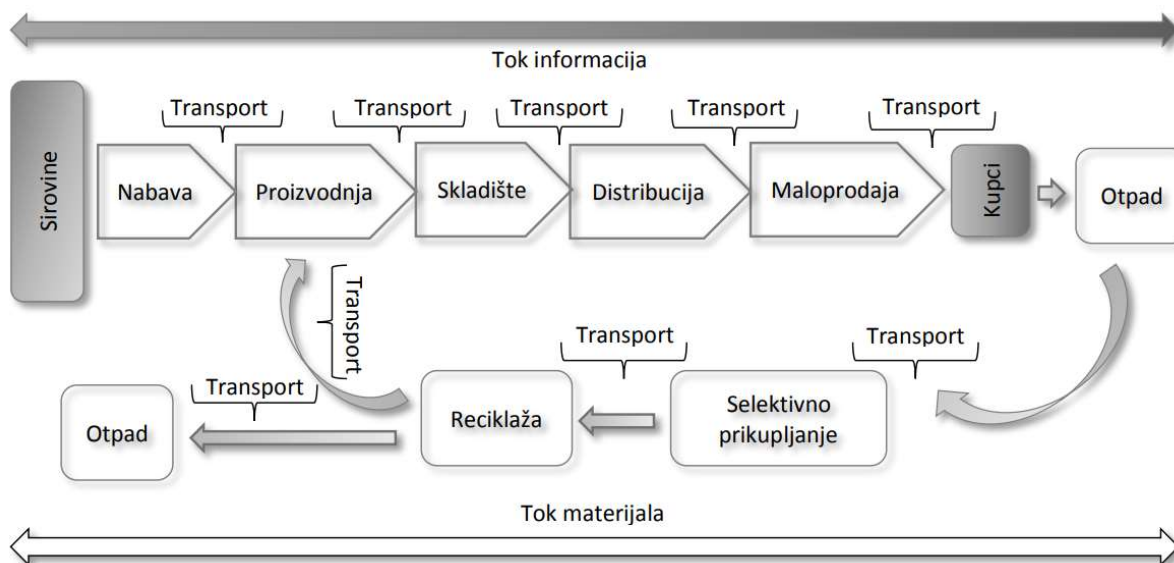 Tok informacija
Transport
Transport
Transport
Transport
Transport
Sirovine
Nabava
Proizvodnja
Skladište
Distribucija
Maloprodaja
Kupci
Otpad
Transport
Transport
Transport
Transport
Otpad
Reciklaža
Selektivno
prikupljanje
Tok materijala